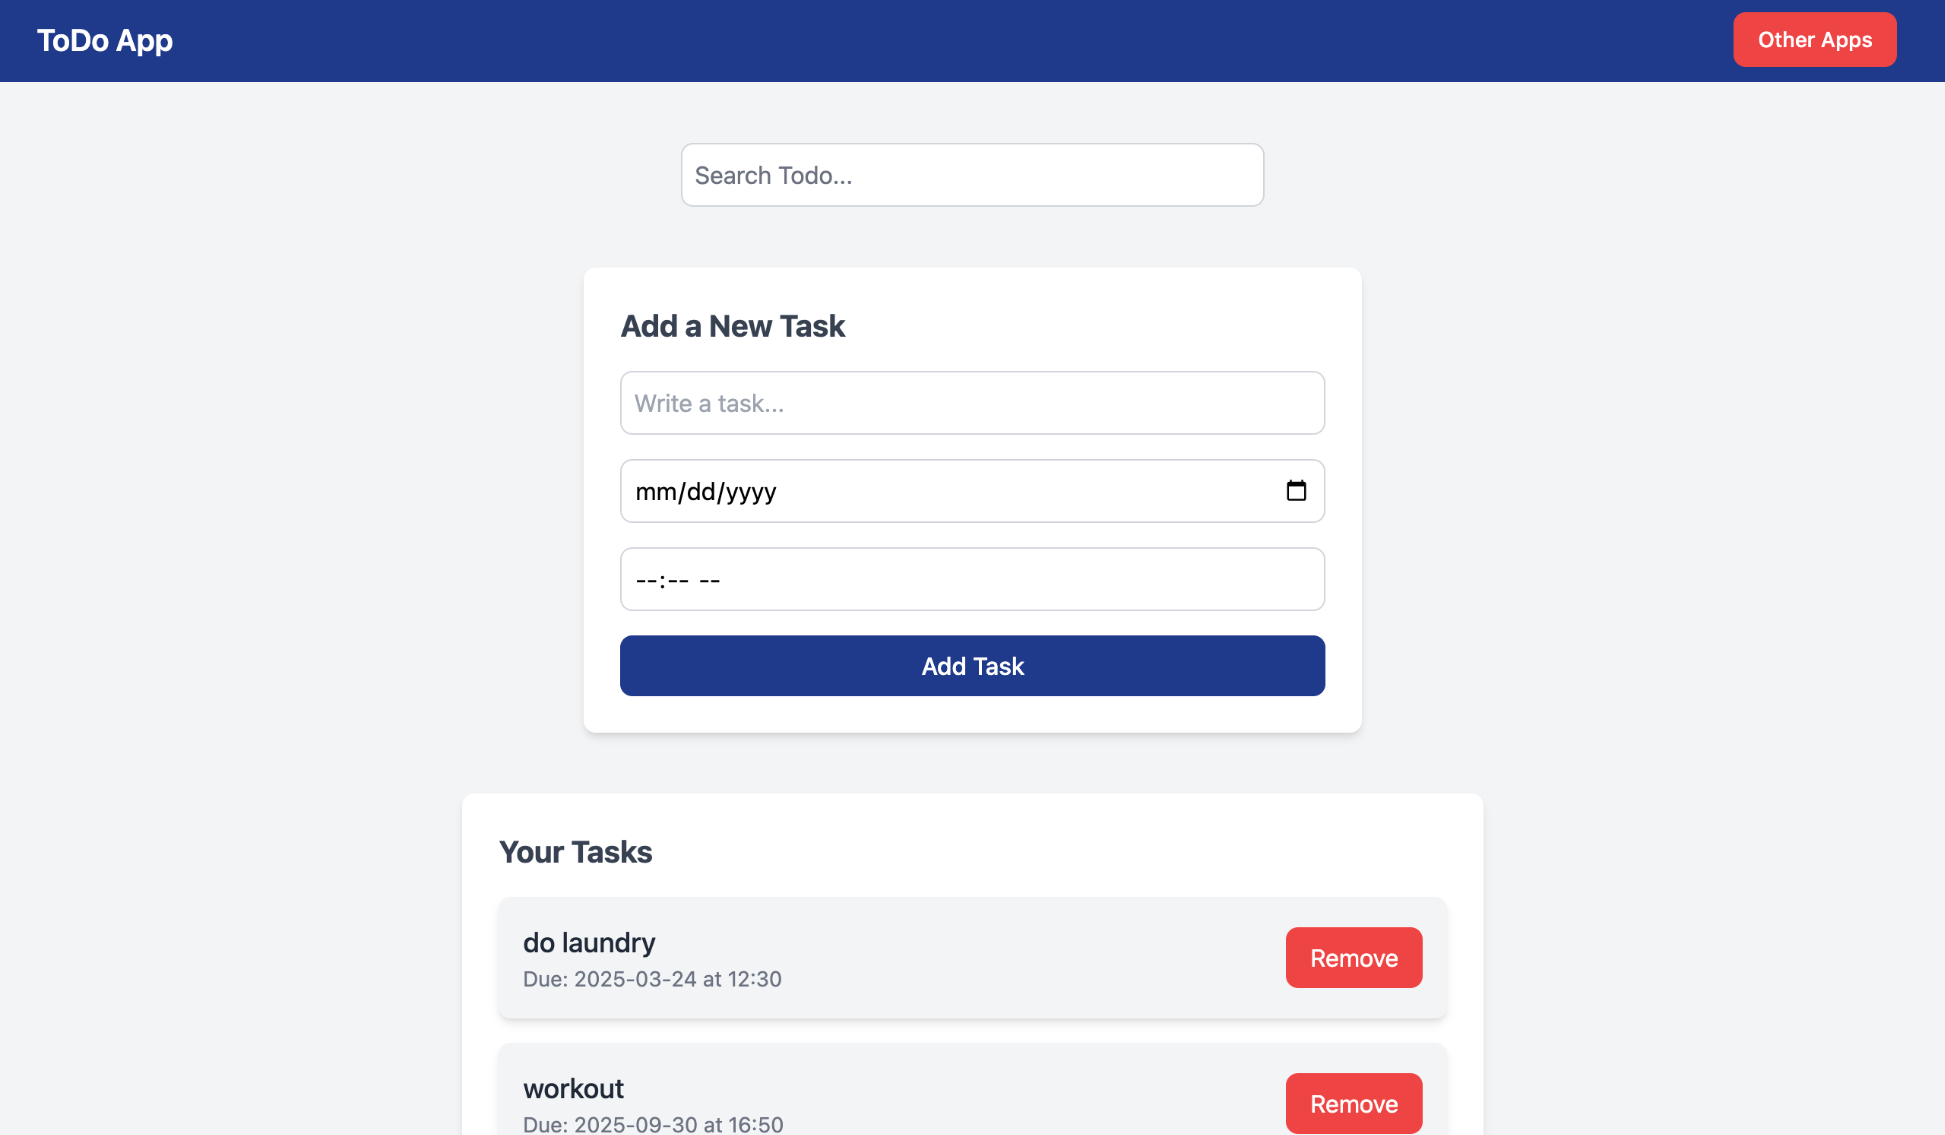 ToDo App
Other Apps
Search Todo...
Add a New Task
Write a task...
mm/dd/yyyy
--:-- --
Add Task
Your Tasks
do laundry
Due: 2025-03-24 at 12:30
Remove
workout
Due: 2025-09-30 at 16:50
Remove